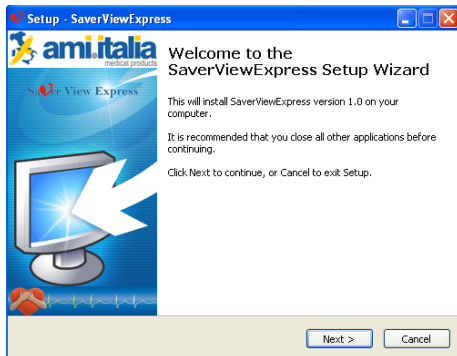 Setup - SaverViewExpress
ami.italia
medical products
Saver View Express
Welcome to the
SaverViewExpress Setup Wizard
This will install SaverViewExpress version 1.0 on your
computer.
It is recommended that you close all other applications before
continuing.
Click Next to continue, or Cancel to exit Setup.
Next >
Cancel